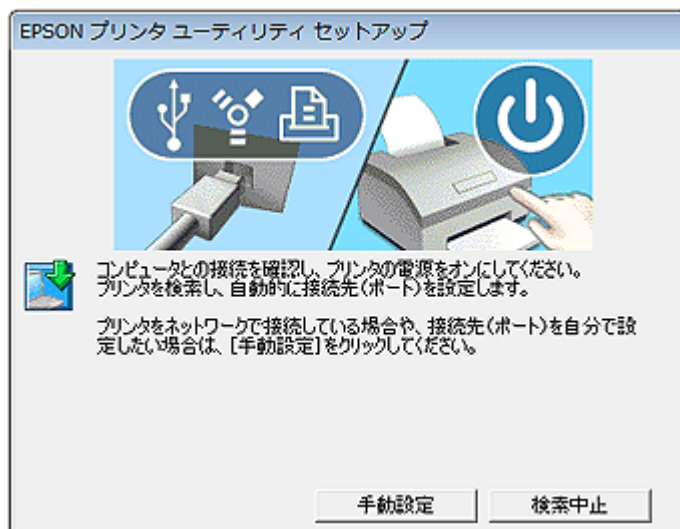 EPSON プリンタ ユーティリティ セットアップ
コンピュータとの接続を確認し、プリンタの電源をオンにしてください。
プリンタを検索し、自動的に接続先(ポート)を設定します。
プリンタをネットワークで接続している場合や、接続先(ポート)を自分で設
定したい場合は、[手動設定]をクリックしてください。
手動設定
検索中止